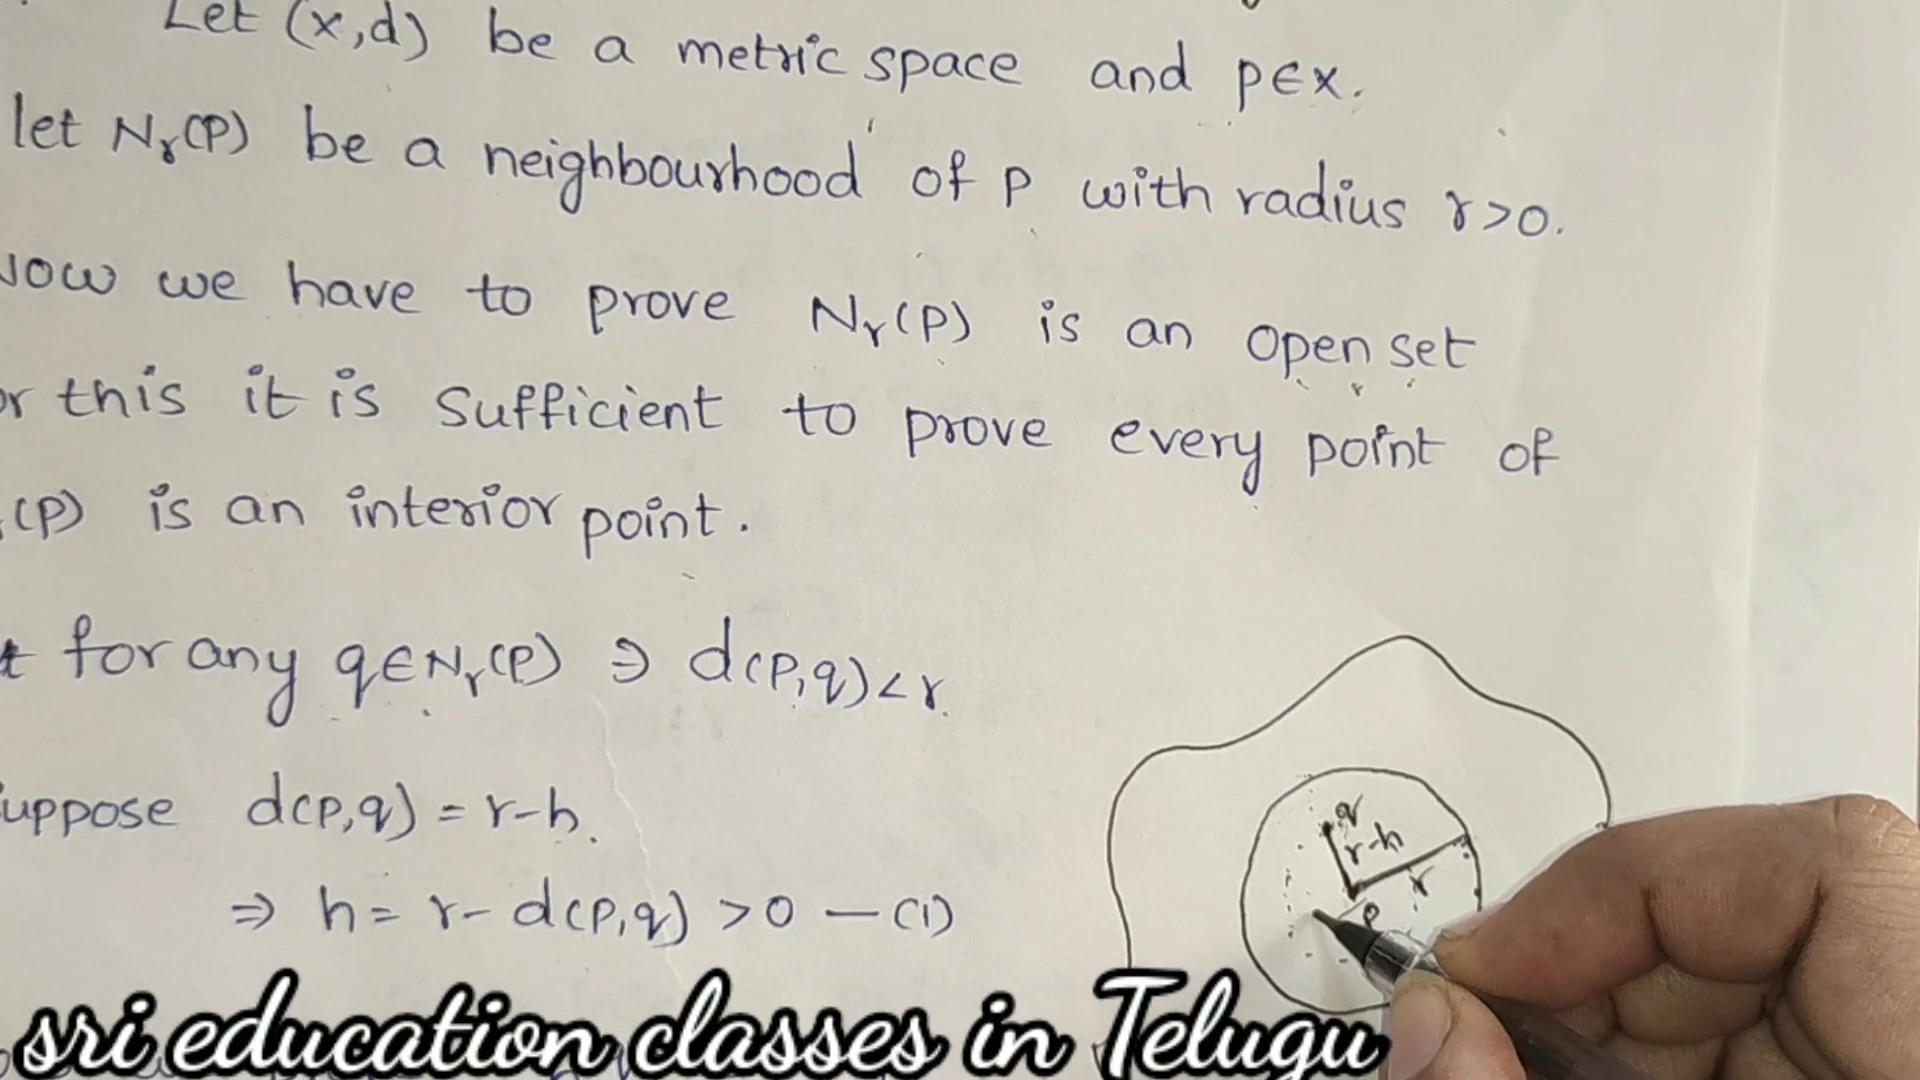 Let (x,d) be a metric space and p∈x.
let Nr(P) be a neighbourhood of P with radius r>0.
Now we have to prove Nr(P) is an open set
or this it is sufficient to prove every point of
(P) is an interior point.
for any q∈Nr(P) ⇒ d(P,q)<r.
suppose d(P,q) = r-h.
⇒ h = r - d(P,q) > 0 — (1)
q
r-h
r
P
sri education classes in Telugu